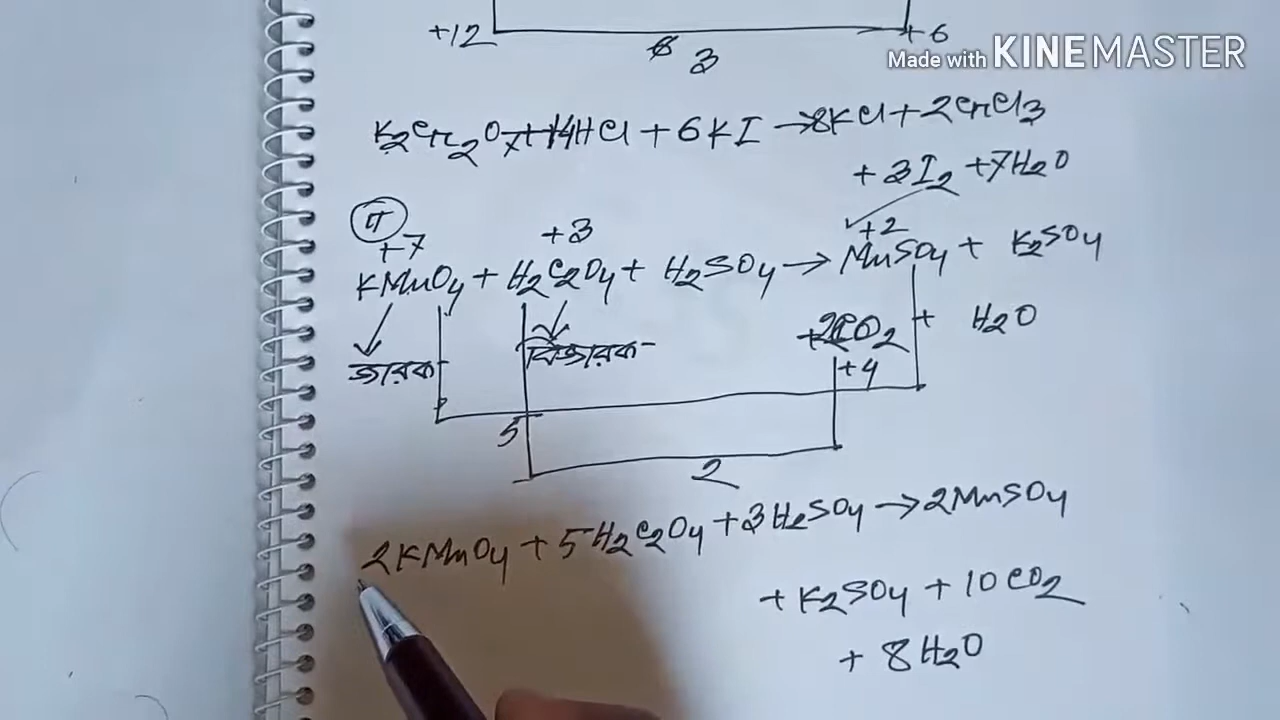 +12 3 +6
Made with KINEMASTER
K2Cr2O7+14HCl+6KI→8KCl+2CrCl3
+3I2+7H2O
+7 +3 +2
KMnO4+H2C2O4+H2SO4→MnSO4+K2SO4
+2CO2+H2O
জারক বিজারক +4
5
2
2KMnO4+5H2C2O4+3H2SO4→2MnSO4
+K2SO4+10CO2
+8H2O